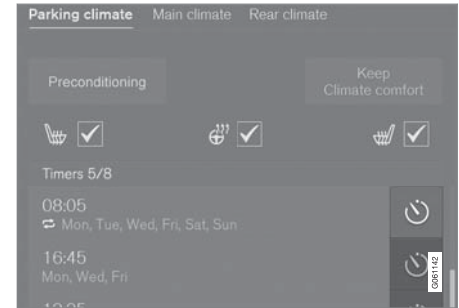 Parking climate Main climate Rear climate
Preconditioning
Keep
Climate comfort
Timers 5/8
08:05
Mon, Tue, Wed, Fri, Sat, Sun
16:45
Mon, Wed, Fri
G061142